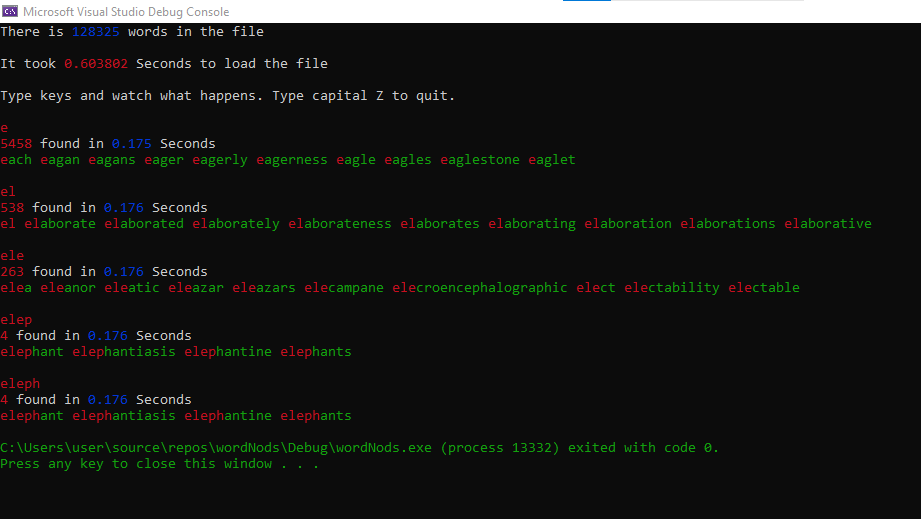 Microsoft Visual Studio Debug Console
There is 128325 words in the file
It took 0.603802 Seconds to load the file
Type keys and watch what happens. Type capital Z to quit.
e
5458 found in 0.175 Seconds
each eagan eagans eager eagerly eagerness eagle eagles eaglestone eaglet
el
538 found in 0.176 Seconds
el elaborate elaborated elaborately elaborateness elaborates elaborating elaboration elaborations elaborative
ele
263 found in 0.176 Seconds
elea eleanor eleatic eleazar eleazars elecampane elecroencephalographic elect electability electable
elep
4 found in 0.176 Seconds
elephant elephantiasis elephantine elephants
eleph
4 found in 0.176 Seconds
elephant elephantiasis elephantine elephants
C:\Users\user\source\repos\wordNods\Debug\wordNods.exe (process 13332) exited with code 0.
Press any key to close this window . . .